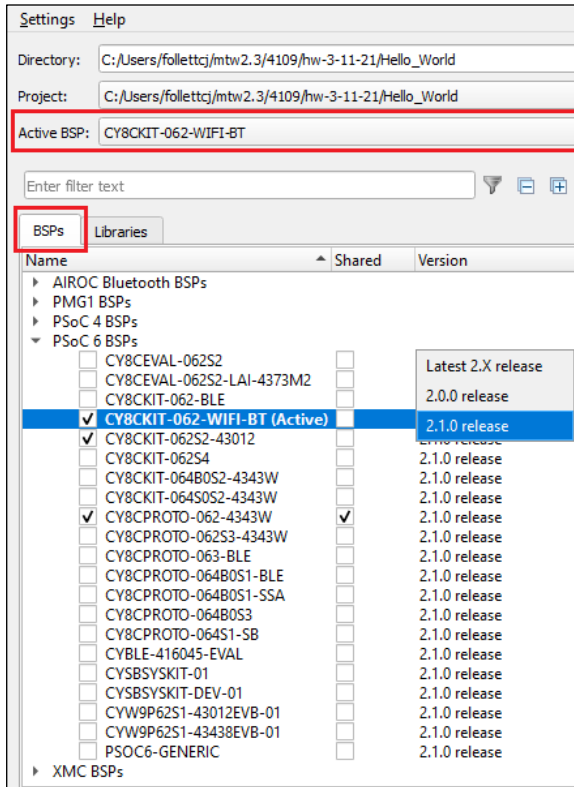 Settings Help
Directory: C:/Users/follettcj/mtw2.3/4109/hw-3-11-21/Hello_World
Project: C:/Users/follettcj/mtw2.3/4109/hw-3-11-21/Hello_World
Active BSP: CY8CKIT-062-WIFI-BT
Enter filter text
BSPs Libraries
Name Shared Version
AIROC Bluetooth BSPs
PMG1 BSPs
PSoC 4 BSPs
PSoC 6 BSPs
CY8CEVAL-062S2
Latest 2.X release
CY8CEVAL-062S2-LAI-4373M2
CY8CKIT-062-BLE 2.0.0 release
CY8CKIT-062-WIFI-BT (Active) 2.1.0 release
CY8CKIT-062S2-43012
CY8CKIT-062S4 2.1.0 release
CY8CKIT-064B0S2-4343W 2.1.0 release
CY8CKIT-064S0S2-4343W 2.1.0 release
CY8CPROTO-062-4343W 2.1.0 release
CY8CPROTO-062S3-4343W 2.1.0 release
CY8CPROTO-063-BLE 2.1.0 release
CY8CPROTO-064B0S1-BLE 2.1.0 release
CY8CPROTO-064B0S1-SSA 2.1.0 release
CY8CPROTO-064B0S3 2.1.0 release
CY8CPROTO-064S1-SB 2.1.0 release
CYBLE-416045-EVAL 2.1.0 release
CYSBSYSKIT-01 2.1.0 release
CYSBSYSKIT-DEV-01 2.1.0 release
CYW9P62S1-43012EVB-01 2.1.0 release
CYW9P62S1-43438EVB-01 2.1.0 release
PSOC6-GENERIC 2.1.0 release
XMC BSPs